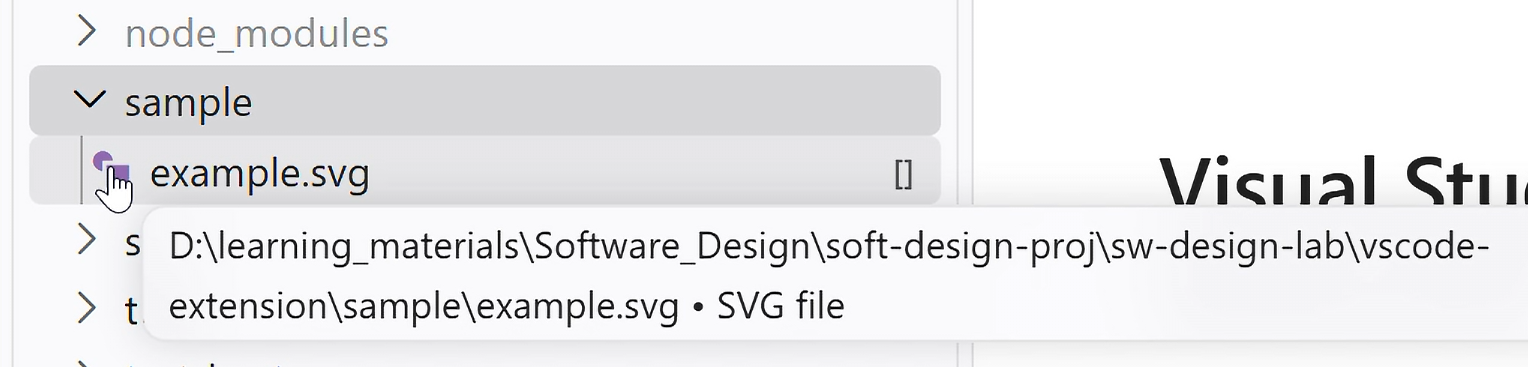 node_modules
sample
example.svg []
Visual
s
D:\learning_materials\Software_Design\soft-design-proj\sw-design-lab\vscode-
extension\sample\example.svg • SVG file
t